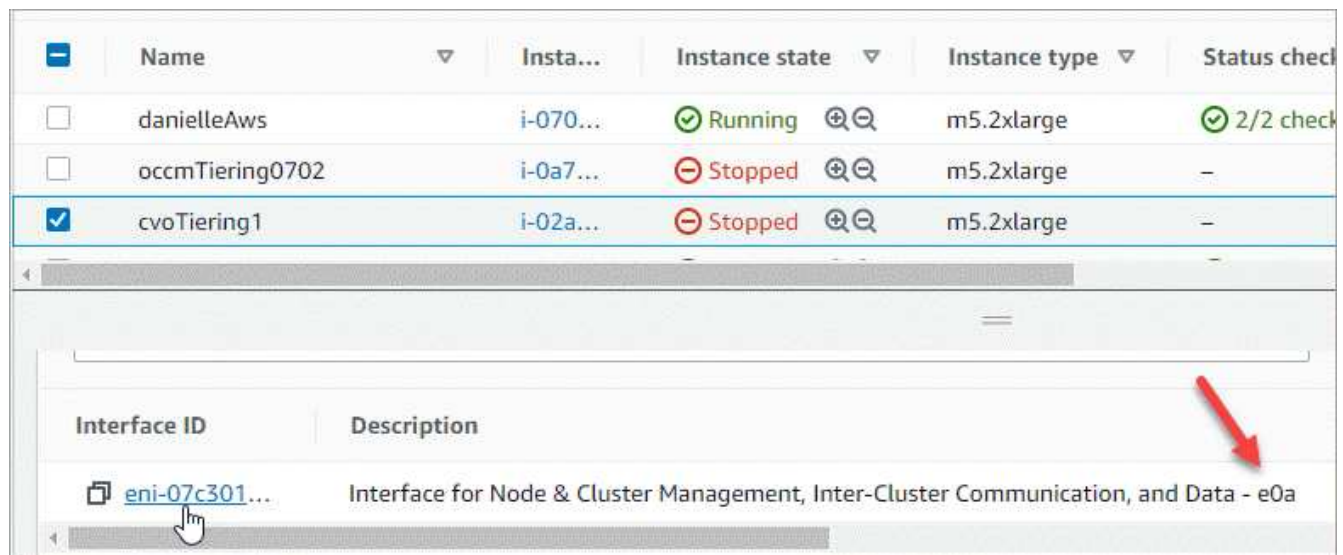 Name Insta... Instance state Instance type Status check
danielleAws i-070... Running m5.2xlarge 2/2 check
occmTiering0702 i-0a7... Stopped m5.2xlarge –
cvoTiering1 i-02a... Stopped m5.2xlarge –
Interface ID Description
eni-07c301... Interface for Node & Cluster Management, Inter-Cluster Communication, and Data - e0a